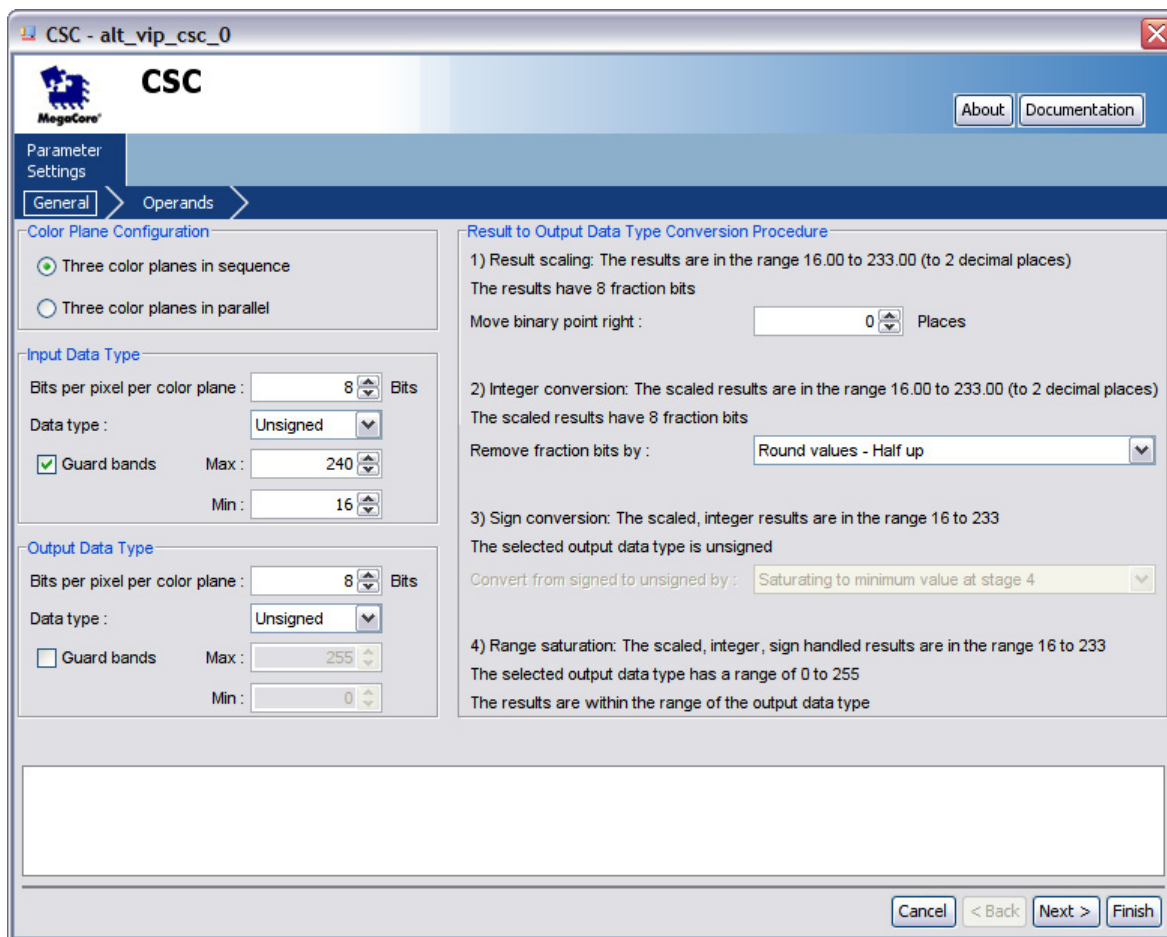 CSC - alt_vip_csc_0
CSC
MegaCore®
About
Documentation
Parameter
Settings
General
Operands
Color Plane Configuration
Three color planes in sequence
Three color planes in parallel
Input Data Type
Bits per pixel per color plane : 8 Bits
Data type : Unsigned
Guard bands Max : 240
Min : 16
Output Data Type
Bits per pixel per color plane : 8 Bits
Data type : Unsigned
Guard bands Max : 255
Min : 0
Result to Output Data Type Conversion Procedure
1) Result scaling: The results are in the range 16.00 to 233.00 (to 2 decimal places)
The results have 8 fraction bits
Move binary point right : 0 Places
2) Integer conversion: The scaled results are in the range 16.00 to 233.00 (to 2 decimal places)
The scaled results have 8 fraction bits
Remove fraction bits by : Round values - Half up
3) Sign conversion: The scaled, integer results are in the range 16 to 233
The selected output data type is unsigned
Convert from signed to unsigned by : Saturating to minimum value at stage 4
4) Range saturation: The scaled, integer, sign handled results are in the range 16 to 233
The selected output data type has a range of 0 to 255
The results are within the range of the output data type
Cancel
< Back
Next >
Finish